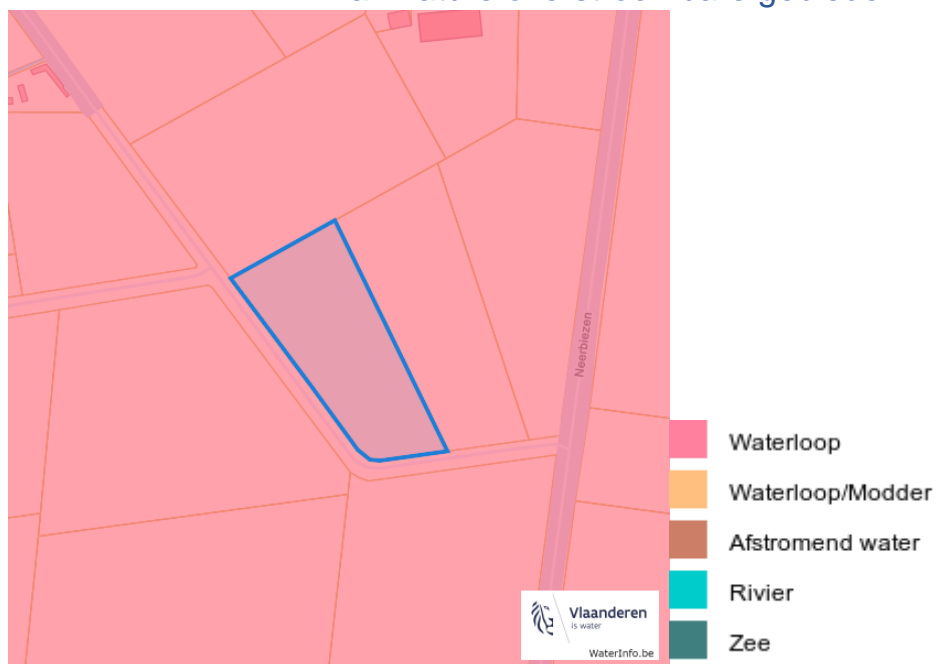 Neerbiezen
Waterloop
Waterloop/Modder
Afstromend water
Rivier
Zee
Vlaanderen
is water
WaterInfo.be